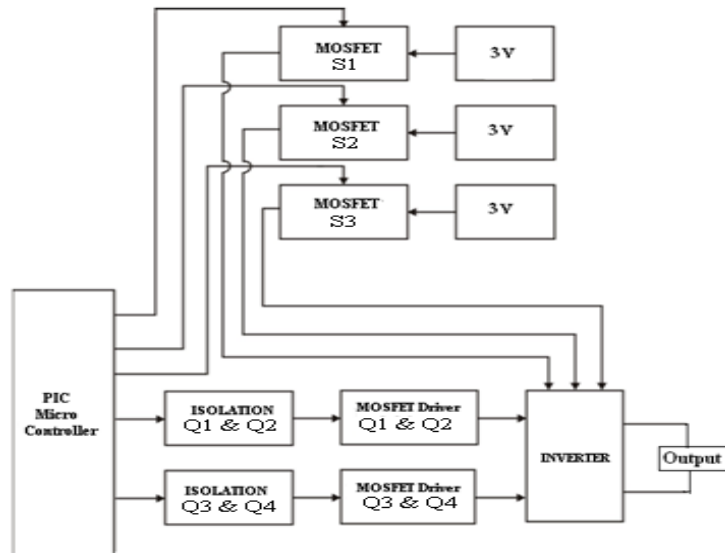 MOSFET
S1
3V
MOSFET
S2
3V
MOSFET
S3
3V
PIC
Micro
Controller
ISOLATION
Q1 & Q2
MOSFET Driver
Q1 & Q2
INVERTER
Output
ISOLATION
Q3 & Q4
MOSFET Driver
Q3 & Q4